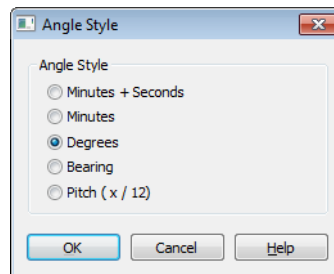 Angle Style
Angle Style
Minutes + Seconds
Minutes
Degrees
Bearing
Pitch ( x / 12)
OK Cancel Help